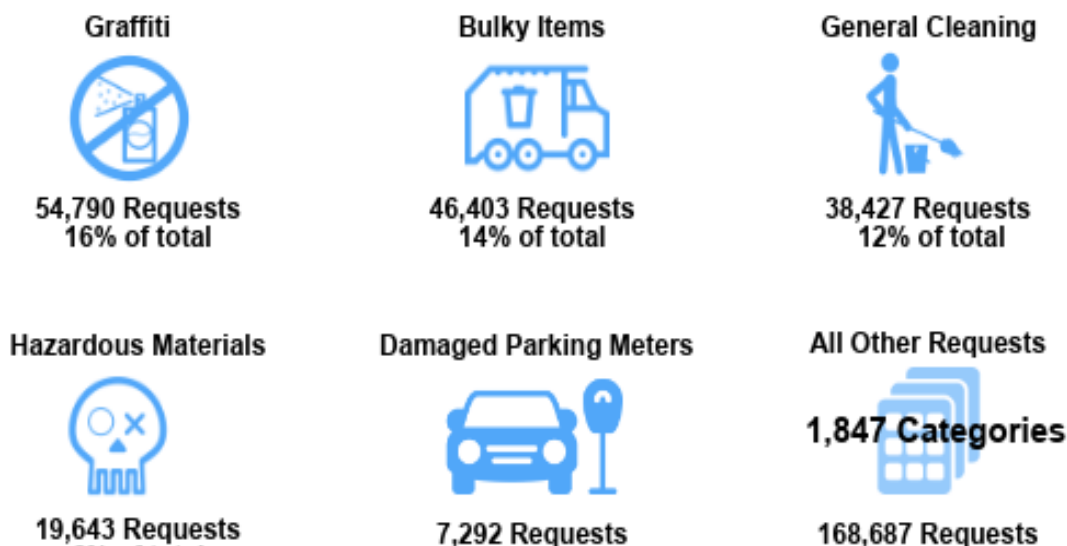 Graffiti
54,790 Requests
16% of total
Bulky Items
46,403 Requests
14% of total
General Cleaning
38,427 Requests
12% of total
Hazardous Materials
19,643 Requests
Damaged Parking Meters
7,292 Requests
All Other Requests
1,847 Categories
168,687 Requests